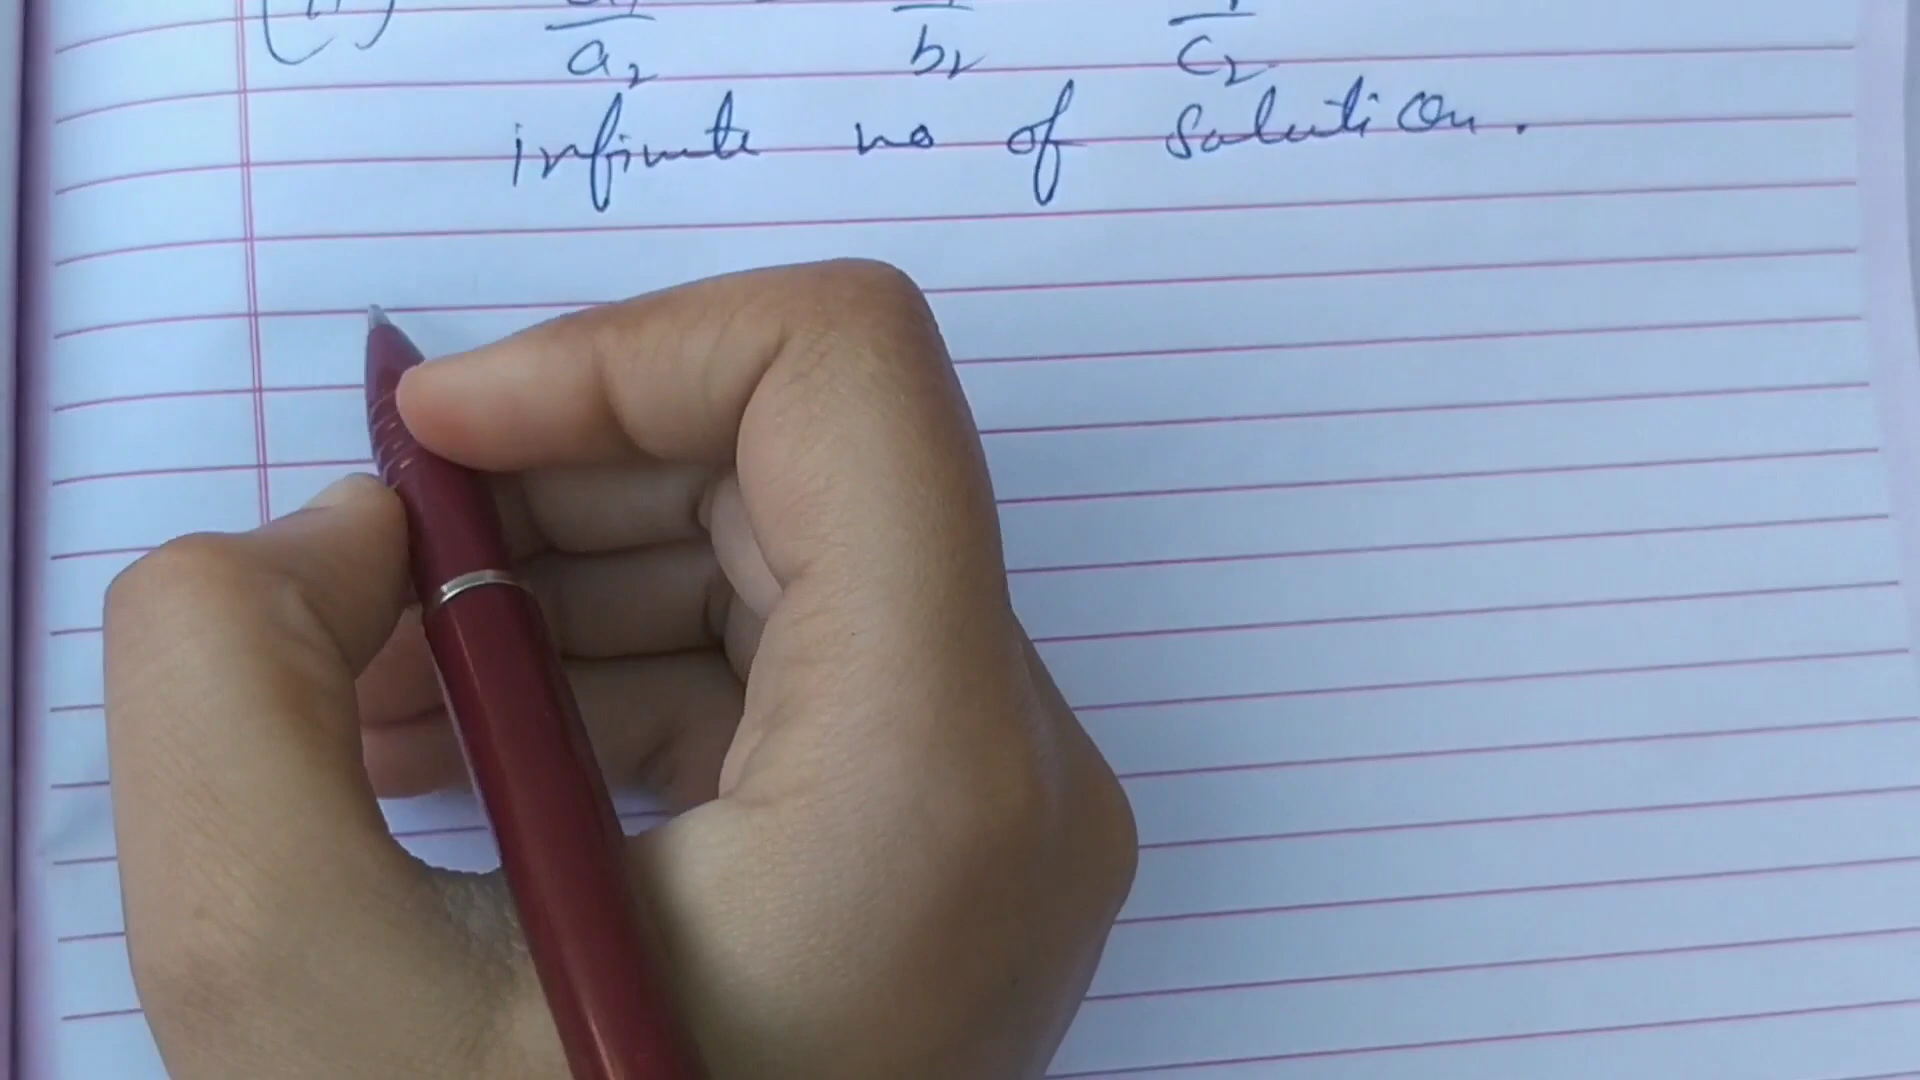 a₂ b₂ c₂
infinite no of solution.